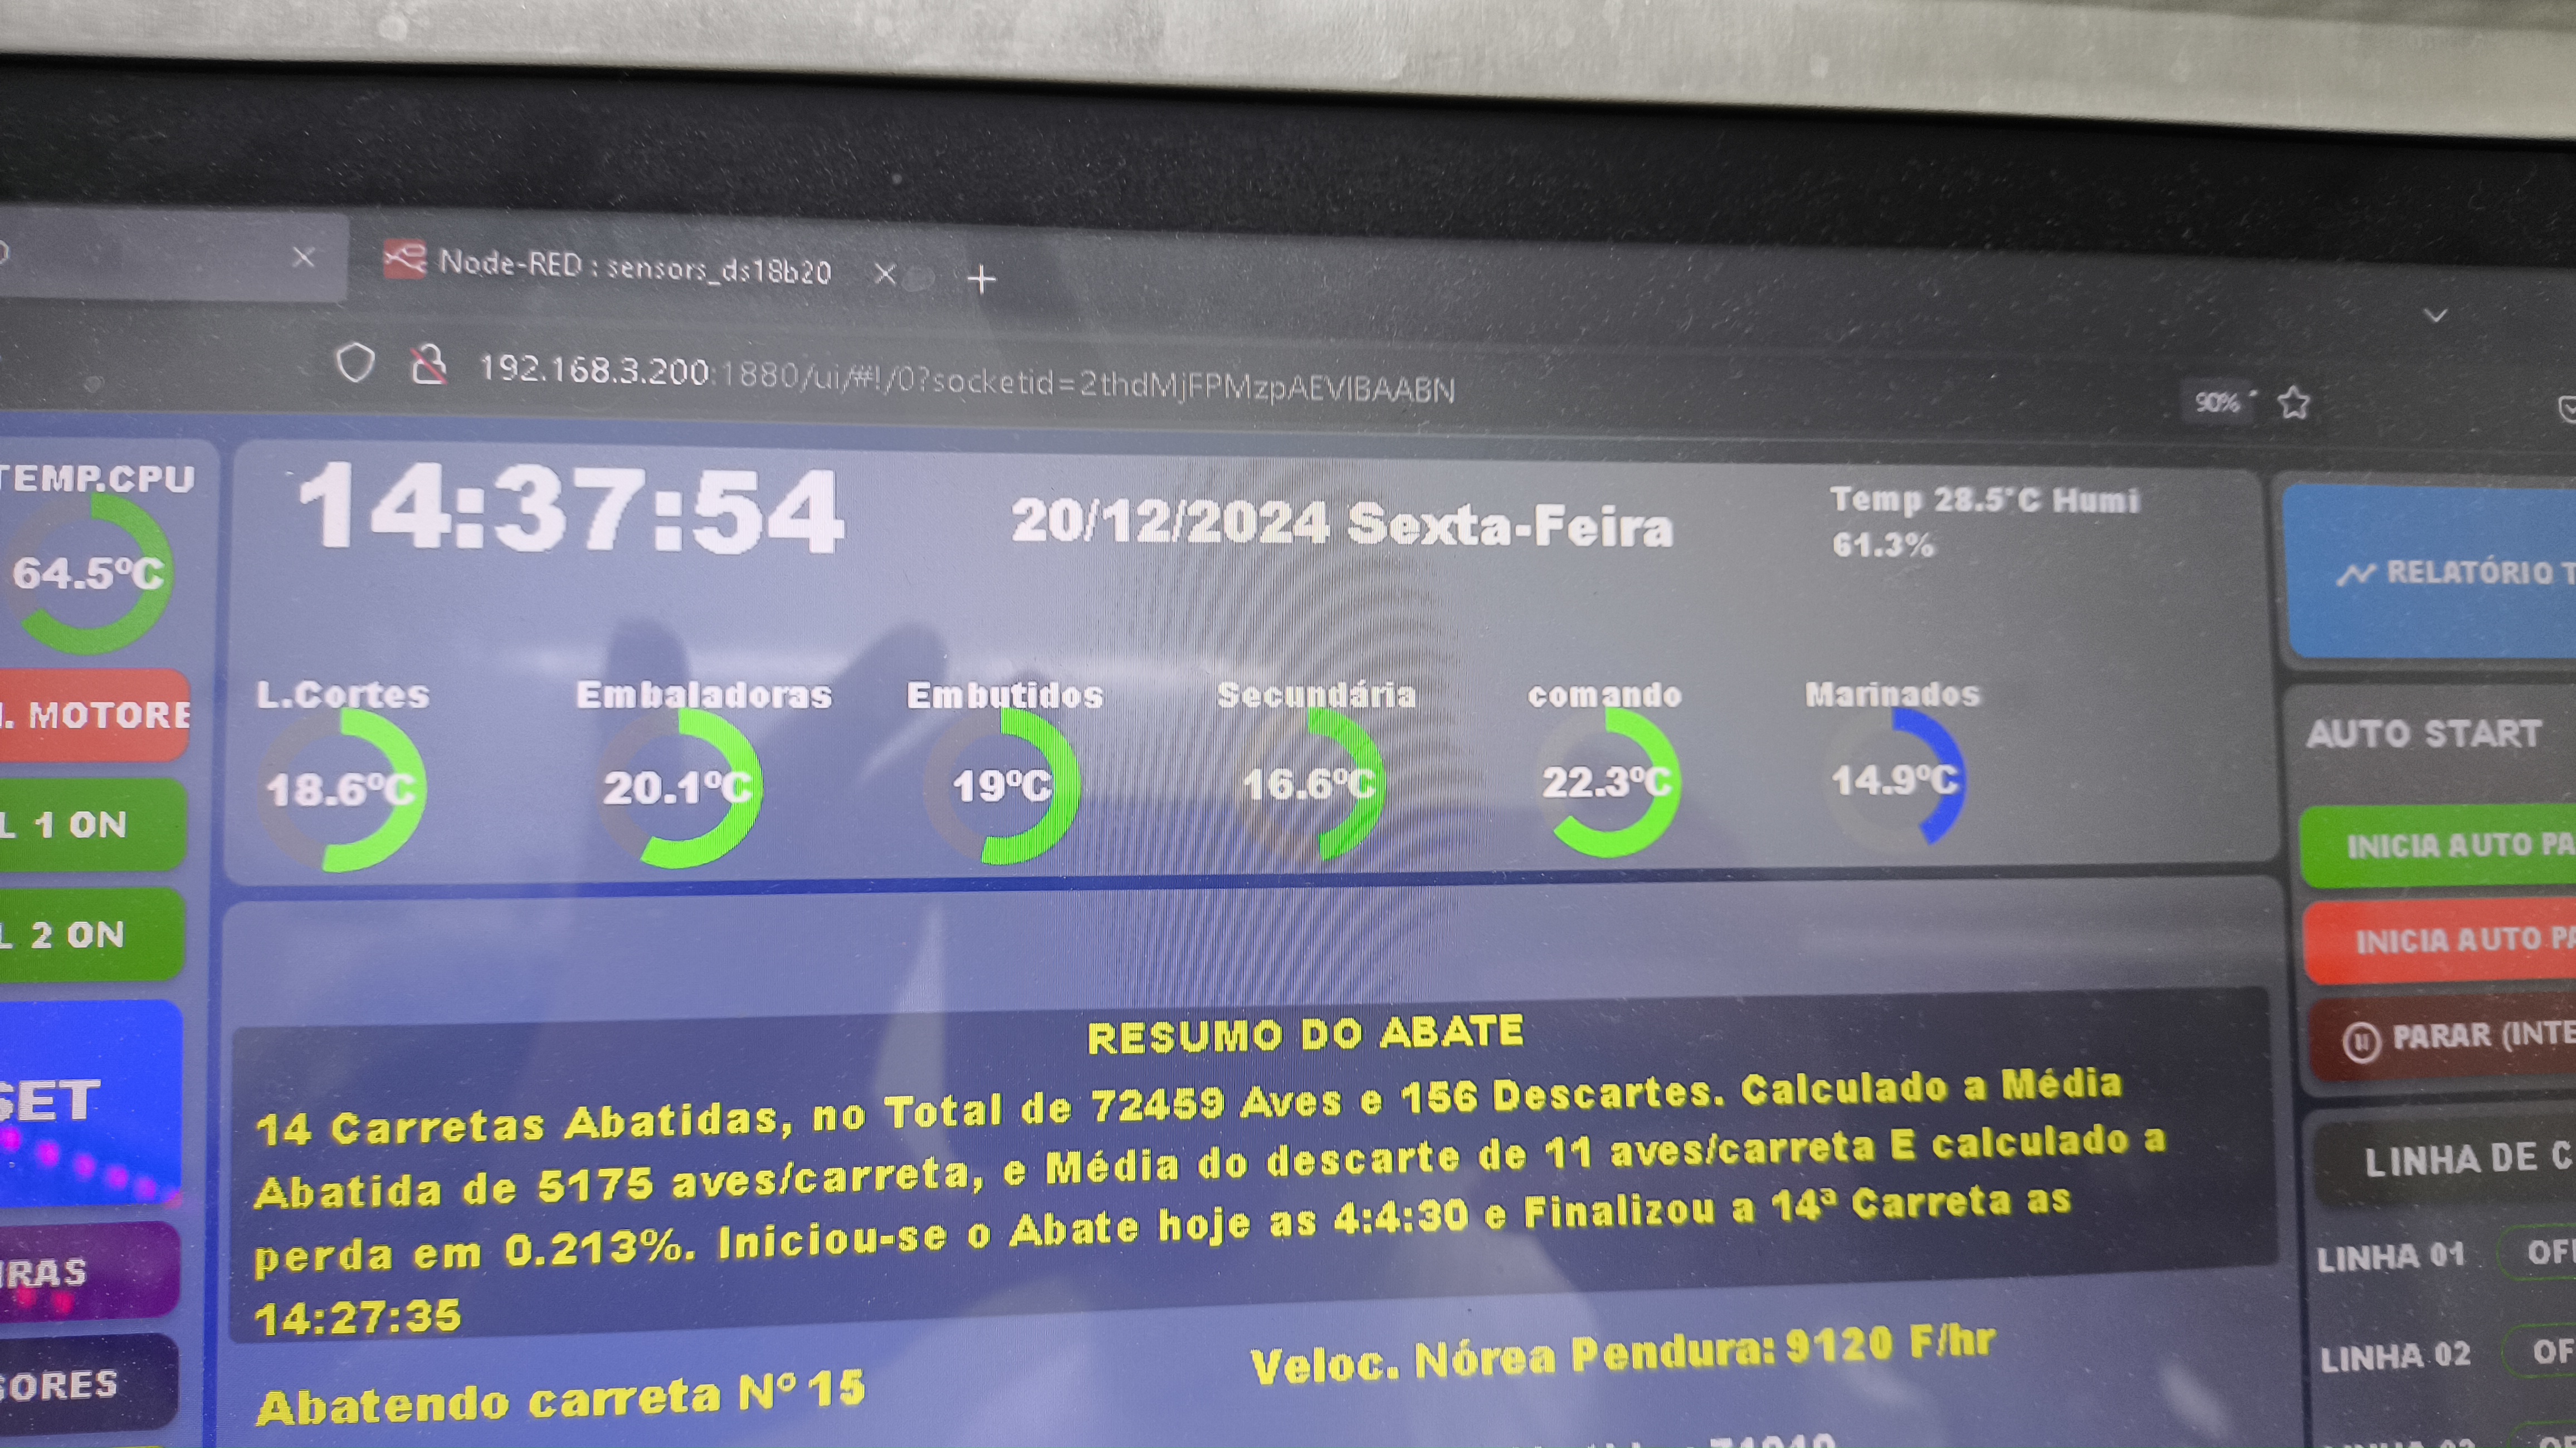 Node-RED : sensors_ds18b20
192.168.3.200:1880/ui/#!/0?socketid=2thdMjFPMzpAEVIBAABN
90%
TEMP.CPU
64.5ºC
14:37:54
20/12/2024 Sexta-Feira
Temp 28.5°C Humi
61.3%
RELATÓRIO T
MOTORE
L.Cortes
18.6ºC
Embaladoras
20.1ºC
Embutidos
19ºC
Secundária
16.6ºC
comando
22.3ºC
Marinados
14.9ºC
AUTO START
L 1 ON
INICIA AUTO PA
L 2 ON
INICIA AUTO PA
SET
RESUMO DO ABATE
14 Carretas Abatidas, no Total de 72459 Aves e 156 Descartes. Calculado a Média
Abatida de 5175 aves/carreta, e Média do descarte de 11 aves/carreta E calculado a
perda em 0.213%. Iniciou-se o Abate hoje as 4:4:30 e Finalizou a 14ª Carreta as
14:27:35
PARAR (INTE
LINHA DE C
IRAS
LINHA 01 OFF
SORES
LINHA 02 OF
Abatendo carreta Nº 15
Veloc. Nórea Pendura: 9120 F/hr